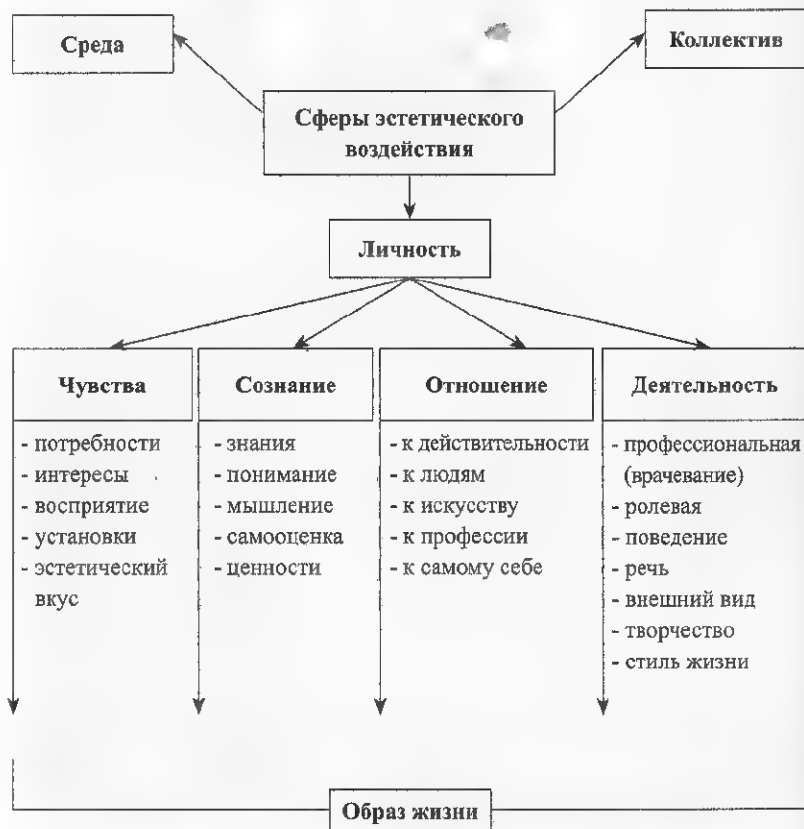 Среда
Коллектив
Сферы эстетического
воздействия
Личность
Чувства
- потребности
- интересы
- восприятие
- установки
- эстетический
вкус
Сознание
- знания
- понимание
- мышление
- самооценка
- ценности
Отношение
- к действительности
- к людям
- к искусству
- к профессии
- к самому себе
Деятельность
- профессиональная
(врачевание)
- ролевая
- поведение
- речь
- внешний вид
- творчество
- стиль жизни
Образ жизни